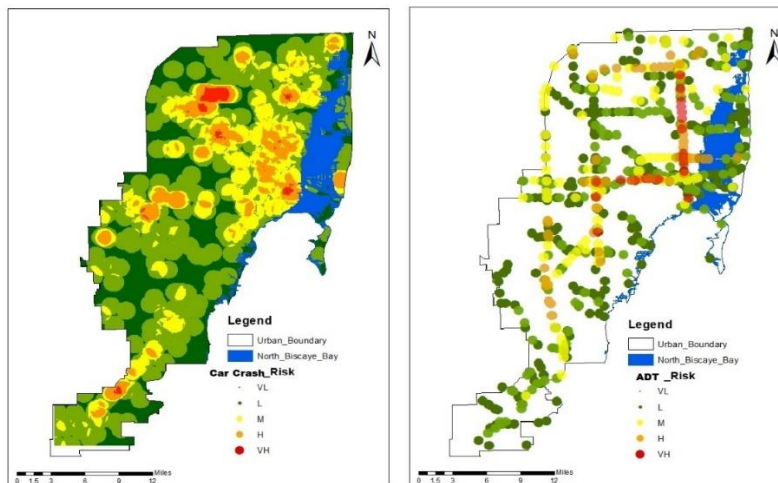 N
Legend
Urban_Boundary
North_Biscaye_Bay
Car Crash_Risk
VL
L
M
H
VH
Miles
0 1.5 3 6 9 12
N
Legend
Urban_Boundary
North_Biscaye_Bay
ADT _Risk
VL
L
M
H
VH
Miles
0 1.5 3 6 9 12